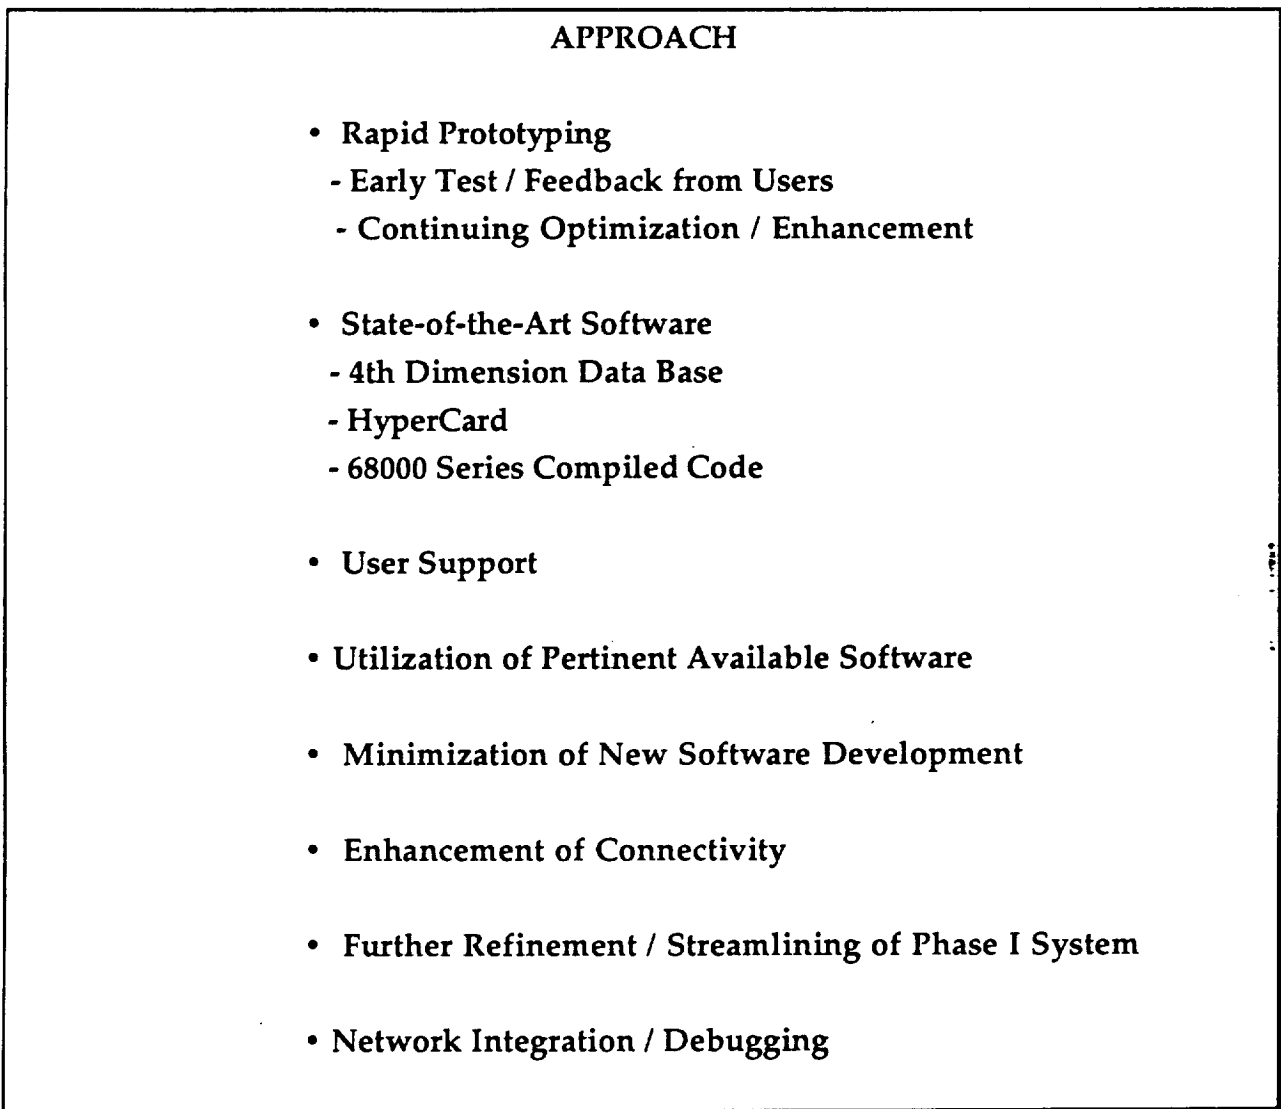 APPROACH
• Rapid Prototyping
- Early Test / Feedback from Users
- Continuing Optimization / Enhancement
• State-of-the-Art Software
- 4th Dimension Data Base
- HyperCard
- 68000 Series Compiled Code
• User Support
• Utilization of Pertinent Available Software
• Minimization of New Software Development
• Enhancement of Connectivity
• Further Refinement / Streamlining of Phase I System
• Network Integration / Debugging